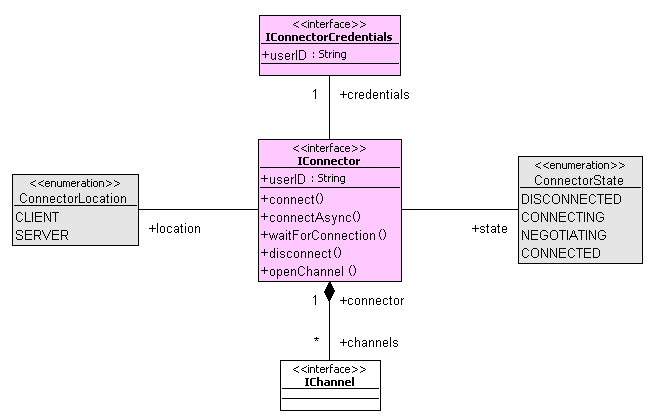 <<interface>>
IConnectorCredentials
+userID : String
1 +credentials
<<interface>>
IConnector
+userID : String
+connect()
+connectAsync()
+waitForConnection ()
+disconnect()
+openChannel ()
<<enumeration>>
ConnectorLocation
CLIENT
SERVER
+location
<<enumeration>>
ConnectorState
DISCONNECTED
CONNECTING
NEGOTIATING
CONNECTED
+state
1 +connector
* +channels
<<interface>>
IChannel